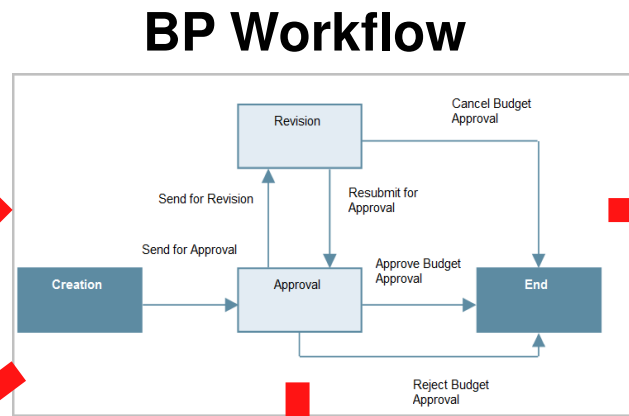 BP Workflow
Cancel Budget
Approval
Revision
Send for Revision
Resubmit for
Approval
Send for Approval
Approve Budget
Approval
Creation
Approval
End
Reject Budget
Approval